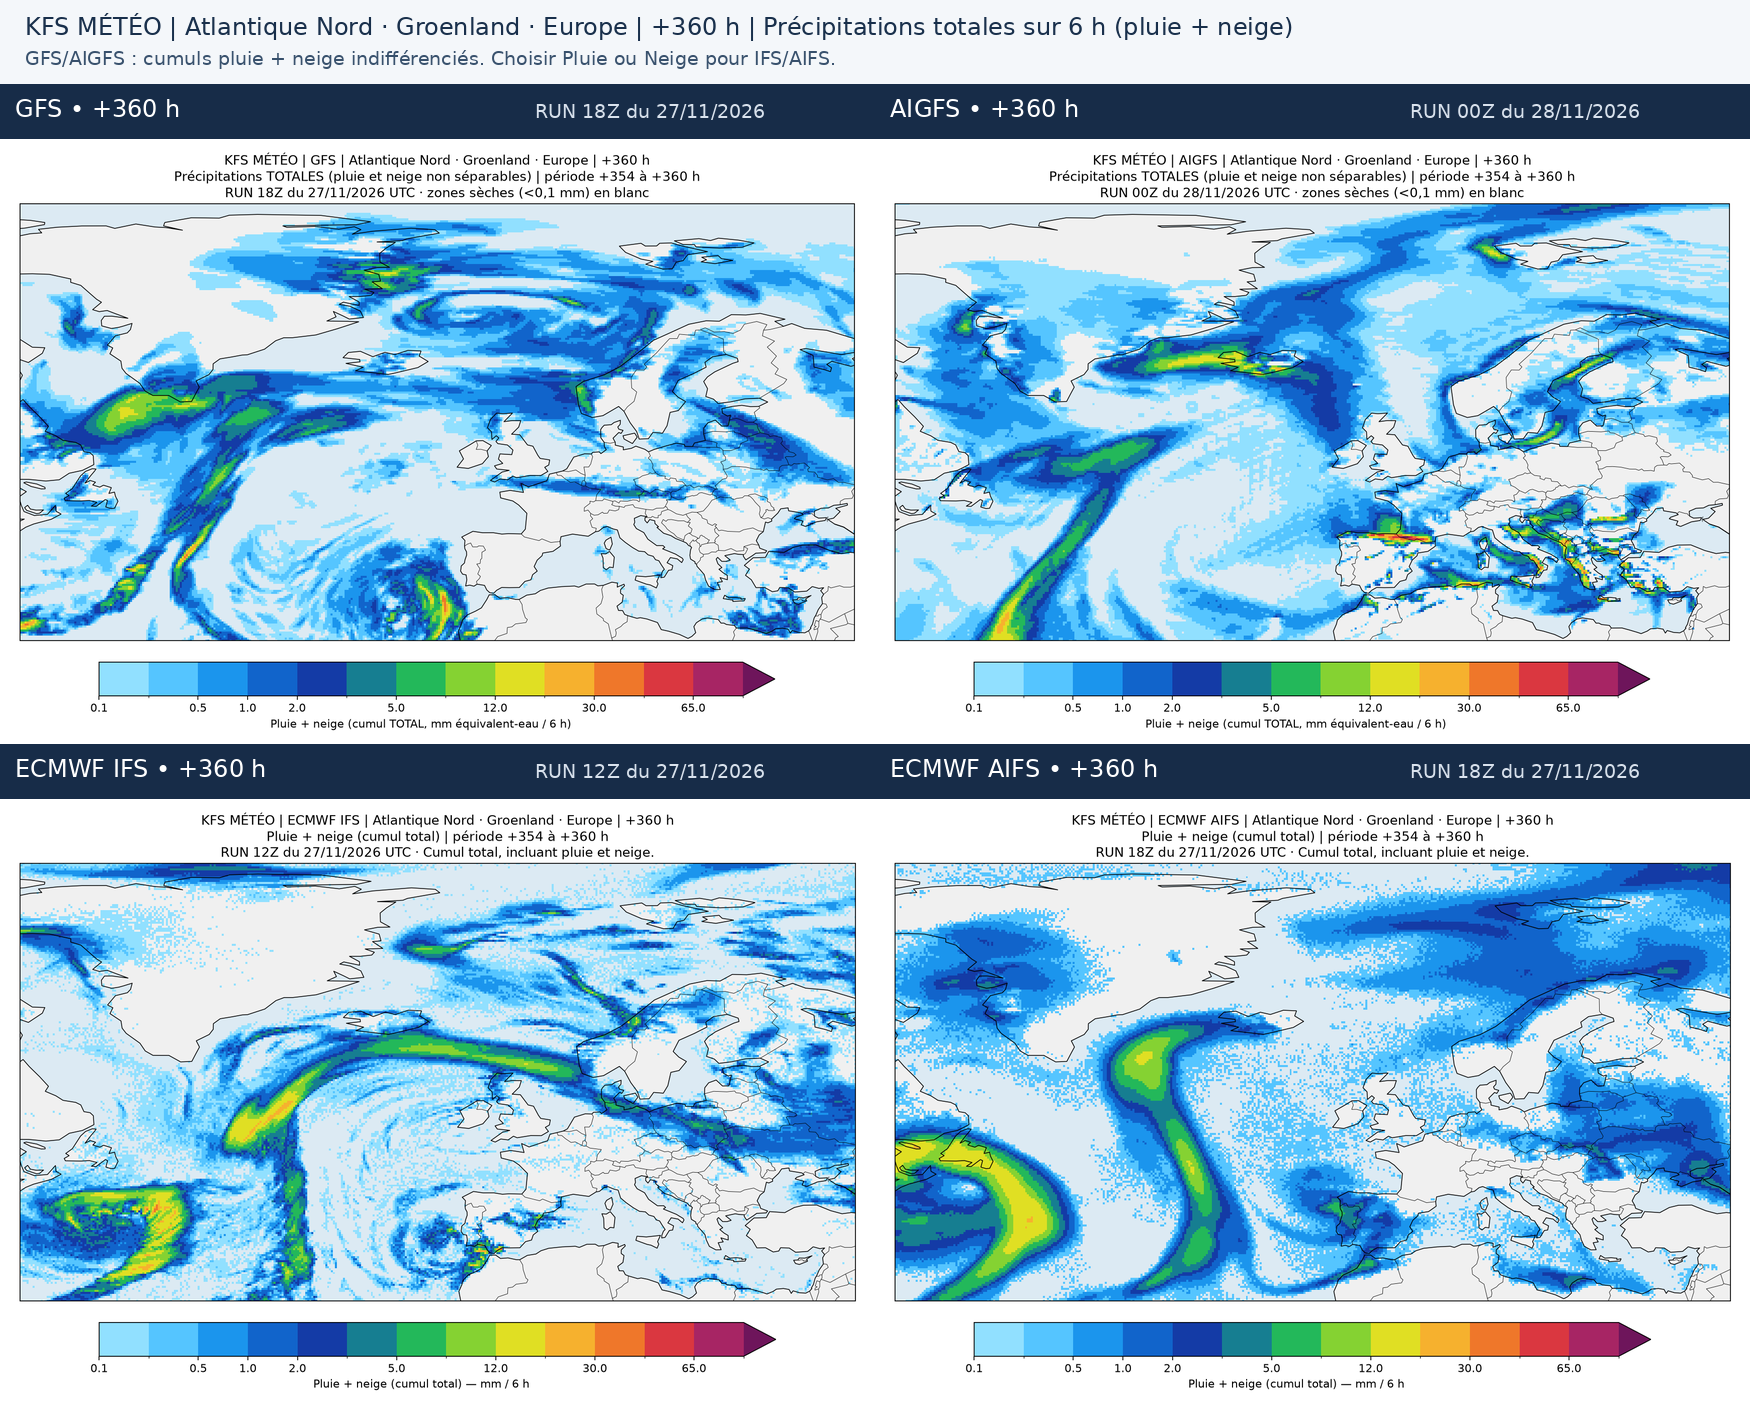 KFS MÉTÉO | Atlantique Nord · Groenland · Europe | +360 h | Précipitations totales sur 6 h (pluie + neige)
GFS/AIGFS : cumuls pluie + neige indifférenciés. Choisir Pluie ou Neige pour IFS/AIFS.
GFS • +360 h
RUN 18Z du 27/11/2026
AIGFS • +360 h
RUN 00Z du 28/11/2026
KFS MÉTÉO | GFS | Atlantique Nord · Groenland · Europe | +360 h
Précipitations TOTALES (pluie et neige non séparables) | période +354 à +360 h
RUN 18Z du 27/11/2026 UTC · zones sèches (<0,1 mm) en blanc
KFS MÉTÉO | AIGFS | Atlantique Nord · Groenland · Europe | +360 h
Précipitations TOTALES (pluie et neige non séparables) | période +354 à +360 h
RUN 00Z du 28/11/2026 UTC · zones sèches (<0,1 mm) en blanc
0.1 0.5 1.0 2.0 5.0 12.0 30.0 65.0
Pluie + neige (cumul TOTAL, mm équivalent-eau / 6 h)
0.1 0.5 1.0 2.0 5.0 12.0 30.0 65.0
Pluie + neige (cumul TOTAL, mm équivalent-eau / 6 h)
ECMWF IFS • +360 h
RUN 12Z du 27/11/2026
ECMWF AIFS • +360 h
RUN 18Z du 27/11/2026
KFS MÉTÉO | ECMWF IFS | Atlantique Nord · Groenland · Europe | +360 h
Pluie + neige (cumul total) | période +354 à +360 h
RUN 12Z du 27/11/2026 UTC · Cumul total, incluant pluie et neige.
KFS MÉTÉO | ECMWF AIFS | Atlantique Nord · Groenland · Europe | +360 h
Pluie + neige (cumul total) | période +354 à +360 h
RUN 18Z du 27/11/2026 UTC · Cumul total, incluant pluie et neige.
0.1 0.5 1.0 2.0 5.0 12.0 30.0 65.0
Pluie + neige (cumul total) — mm / 6 h
0.1 0.5 1.0 2.0 5.0 12.0 30.0 65.0
Pluie + neige (cumul total) — mm / 6 h